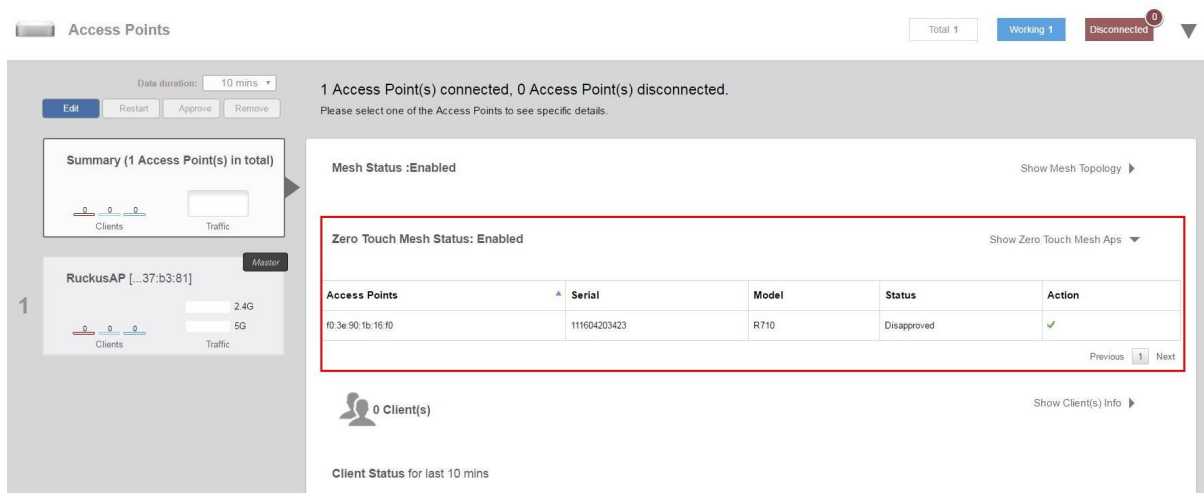 Access Points
Total 1
Working 1
Disconnected
0
Data duration: 10 mins
Edit Restart Approve Remove
Summary (1 Access Point(s) in total)
0 0 0
Clients Traffic
1
RuckusAP [...37:b3:81]
Master
2.4G
5G
0 0 0
Clients Traffic
1 Access Point(s) connected, 0 Access Point(s) disconnected.
Please select one of the Access Points to see specific details.
Mesh Status :Enabled
Show Mesh Topology
Zero Touch Mesh Status: Enabled
Show Zero Touch Mesh Aps
Access Points Serial Model Status Action
f0:3e:90:1b:16:f0 111604203423 R710 Disapproved
Previous 1 Next
0 Client(s)
Show Client(s) Info
Client Status for last 10 mins